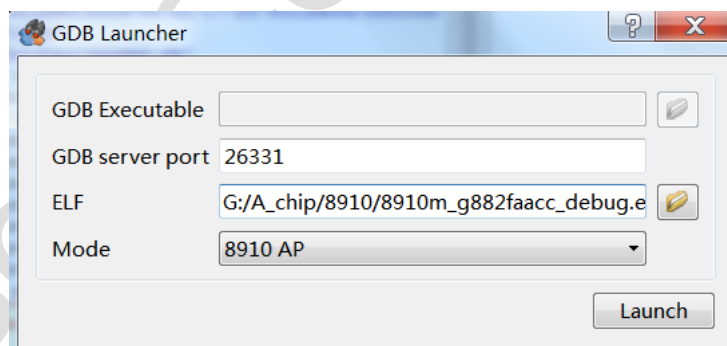 GDB Launcher
GDB Executable
GDB server port 26331
ELF G:/A_chip/8910/8910m_g882faacc_debug.e
Mode 8910 AP
Launch